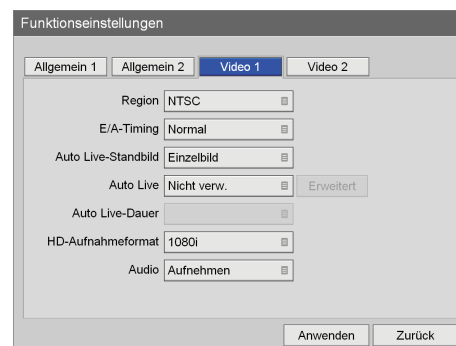 Funktionseinstellungen
Allgemein 1 Allgemein 2 Video 1 Video 2
Region NTSC
E/A-Timing Normal
Auto Live-Standbild Einzelbild
Auto Live Nicht verw. Erweitert
Auto Live-Dauer
HD-Aufnahmeformat 1080i
Audio Aufnehmen
Anwenden Zurück